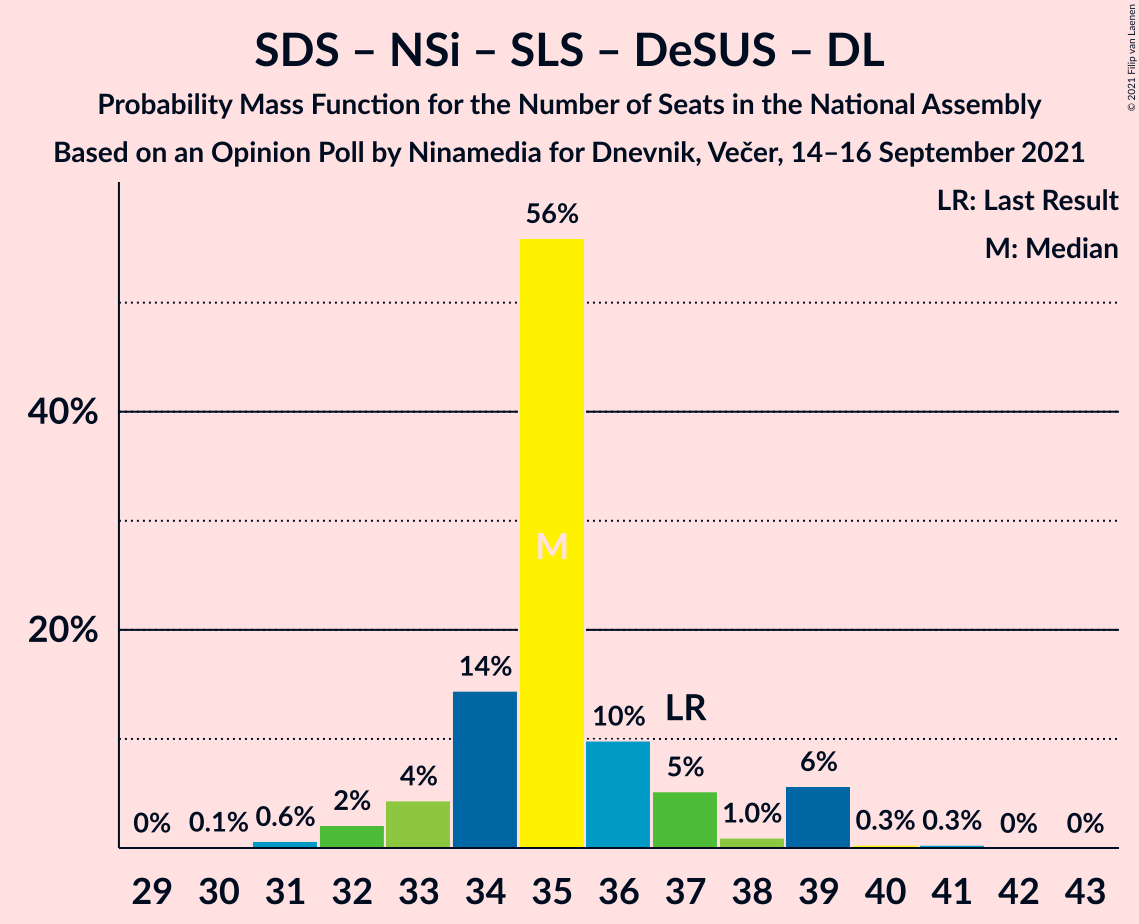 SDS – NSi – SLS – DeSUS – DL
Probability Mass Function for the Number of Seats in the National Assembly
Based on an Opinion Poll by Ninamedia for Dnevnik, Večer, 14–16 September 2021
© 2021 Filip van Laenen
LR: Last Result
M: Median
56%
40%
M
20%
14%
10%
LR
5%
6%
4%
2%
0%
0.1%
0.6%
1.0%
0.3%
0.3%
0%
0%
29 30 31 32 33 34 35 36 37 38 39 40 41 42 43